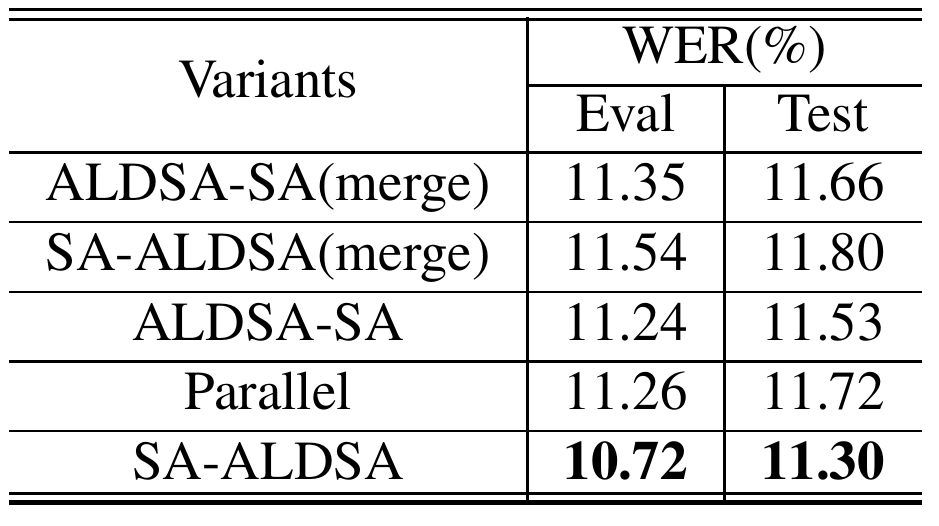 Variants WER(%)
Eval Test
ALDSA-SA(merge) 11.35 11.66
SA-ALDSA(merge) 11.54 11.80
ALDSA-SA 11.24 11.53
Parallel 11.26 11.72
SA-ALDSA 10.72 11.30